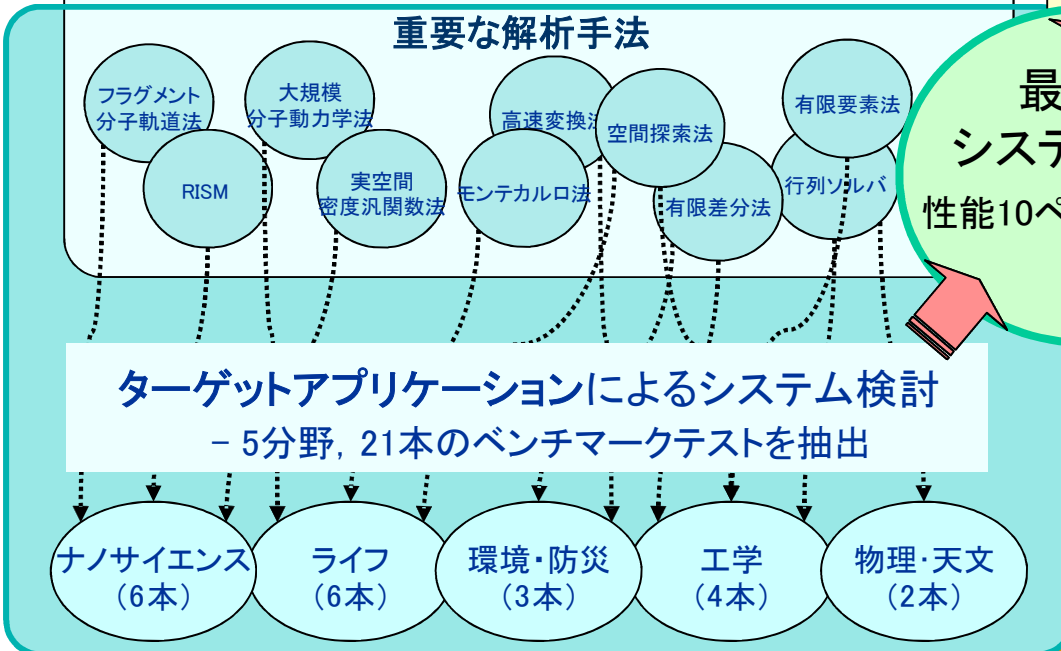 重要な解析手法
フラグメント
分子軌道法
大規模
分子動力学法
高速変換法
空間探索法
有限要素法
RISM
実空間
密度汎関数法
モンテカルロ法
有限差分法
行列ソルバ
最
システ
性能10ペ
ターゲットアプリケーションによるシステム検討
- 5分野, 21本のベンチマークテストを抽出
ナノサイエンス
(6本)
ライフ
(6本)
環境・防災
(3本)
工学
(4本)
物理・天文
(2本)